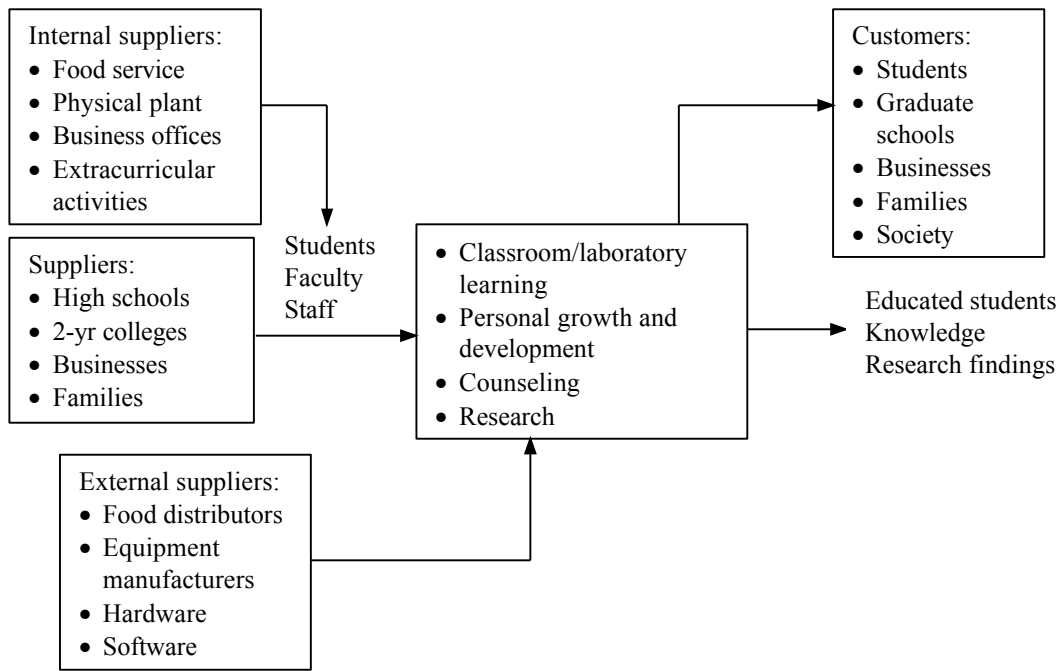 Internal suppliers:
• Food service
• Physical plant
• Business offices
• Extracurricular
activities
Suppliers:
• High schools
• 2-yr colleges
• Businesses
• Families
External suppliers:
• Food distributors
• Equipment
manufacturers
• Hardware
• Software
Students
Faculty
Staff
• Classroom/laboratory
learning
• Personal growth and
development
• Counseling
• Research
Customers:
• Students
• Graduate
schools
• Businesses
• Families
• Society
Educated students
Knowledge
Research findings